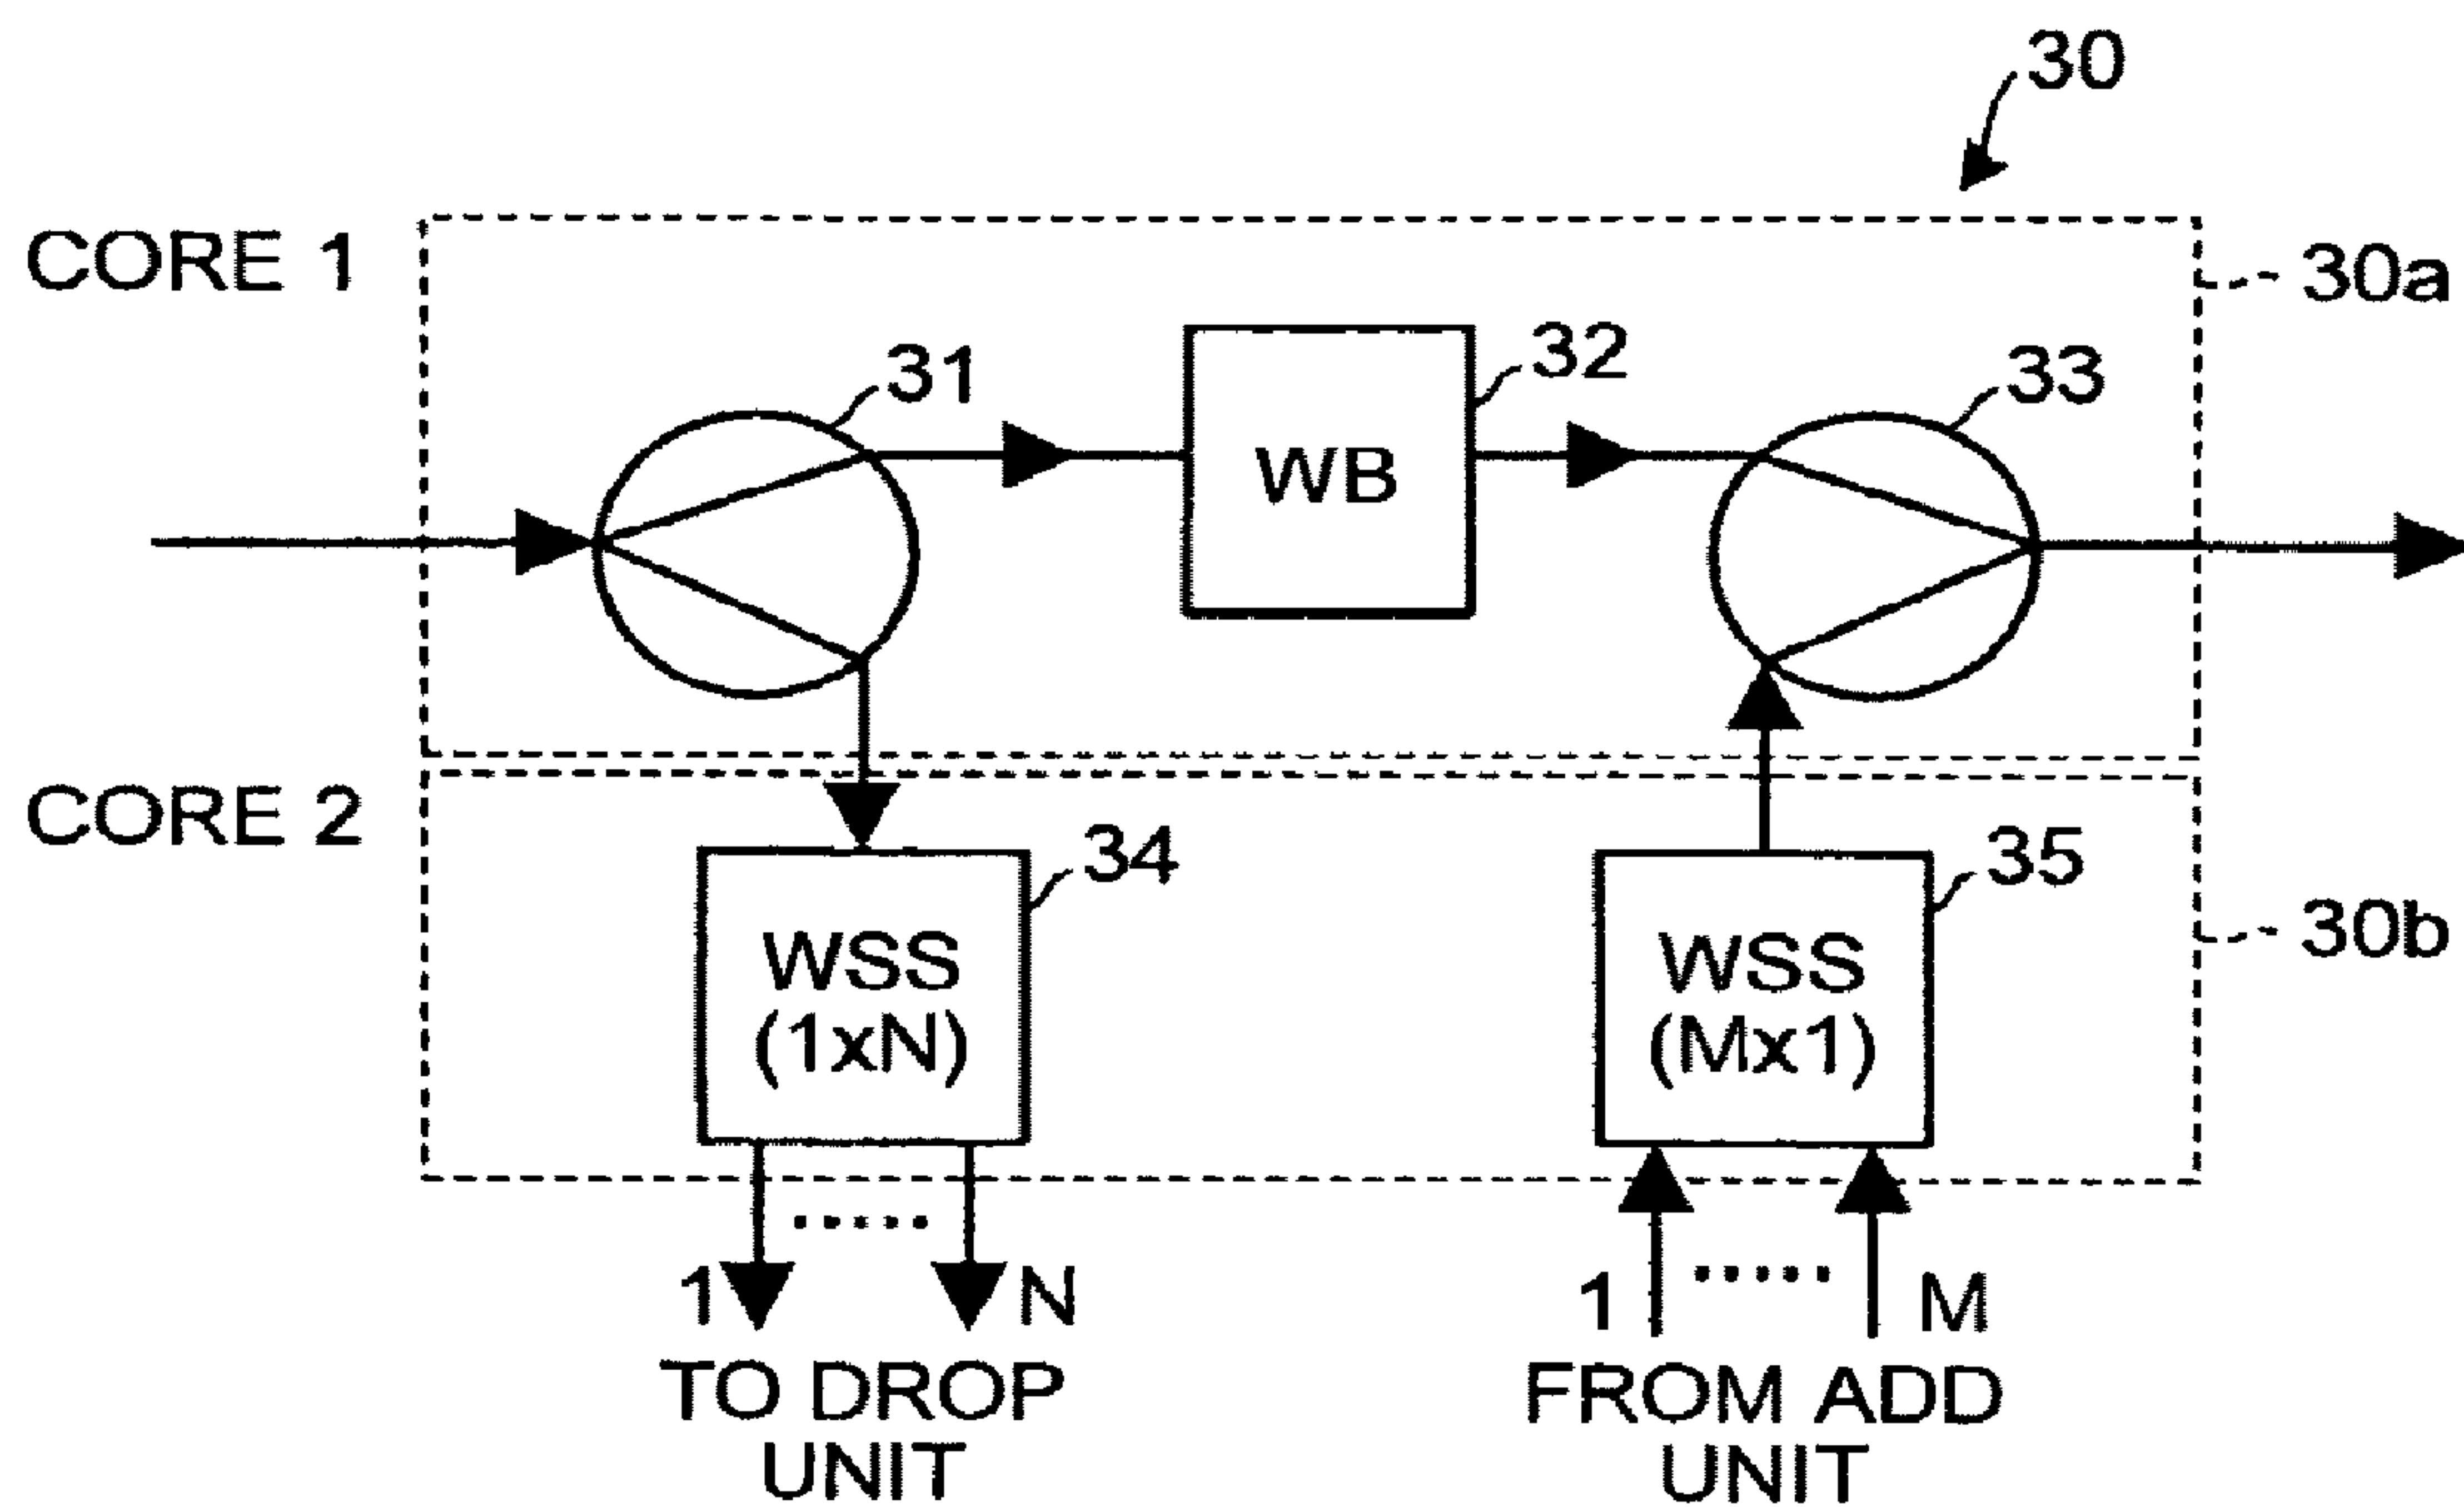 30
CORE 1
30a
31
32
33
WB
CORE 2
34
35
30b
WSS
(1xN)
WSS
(Mx1)
1
N
1
M
TO DROP
UNIT
FROM ADD
UNIT